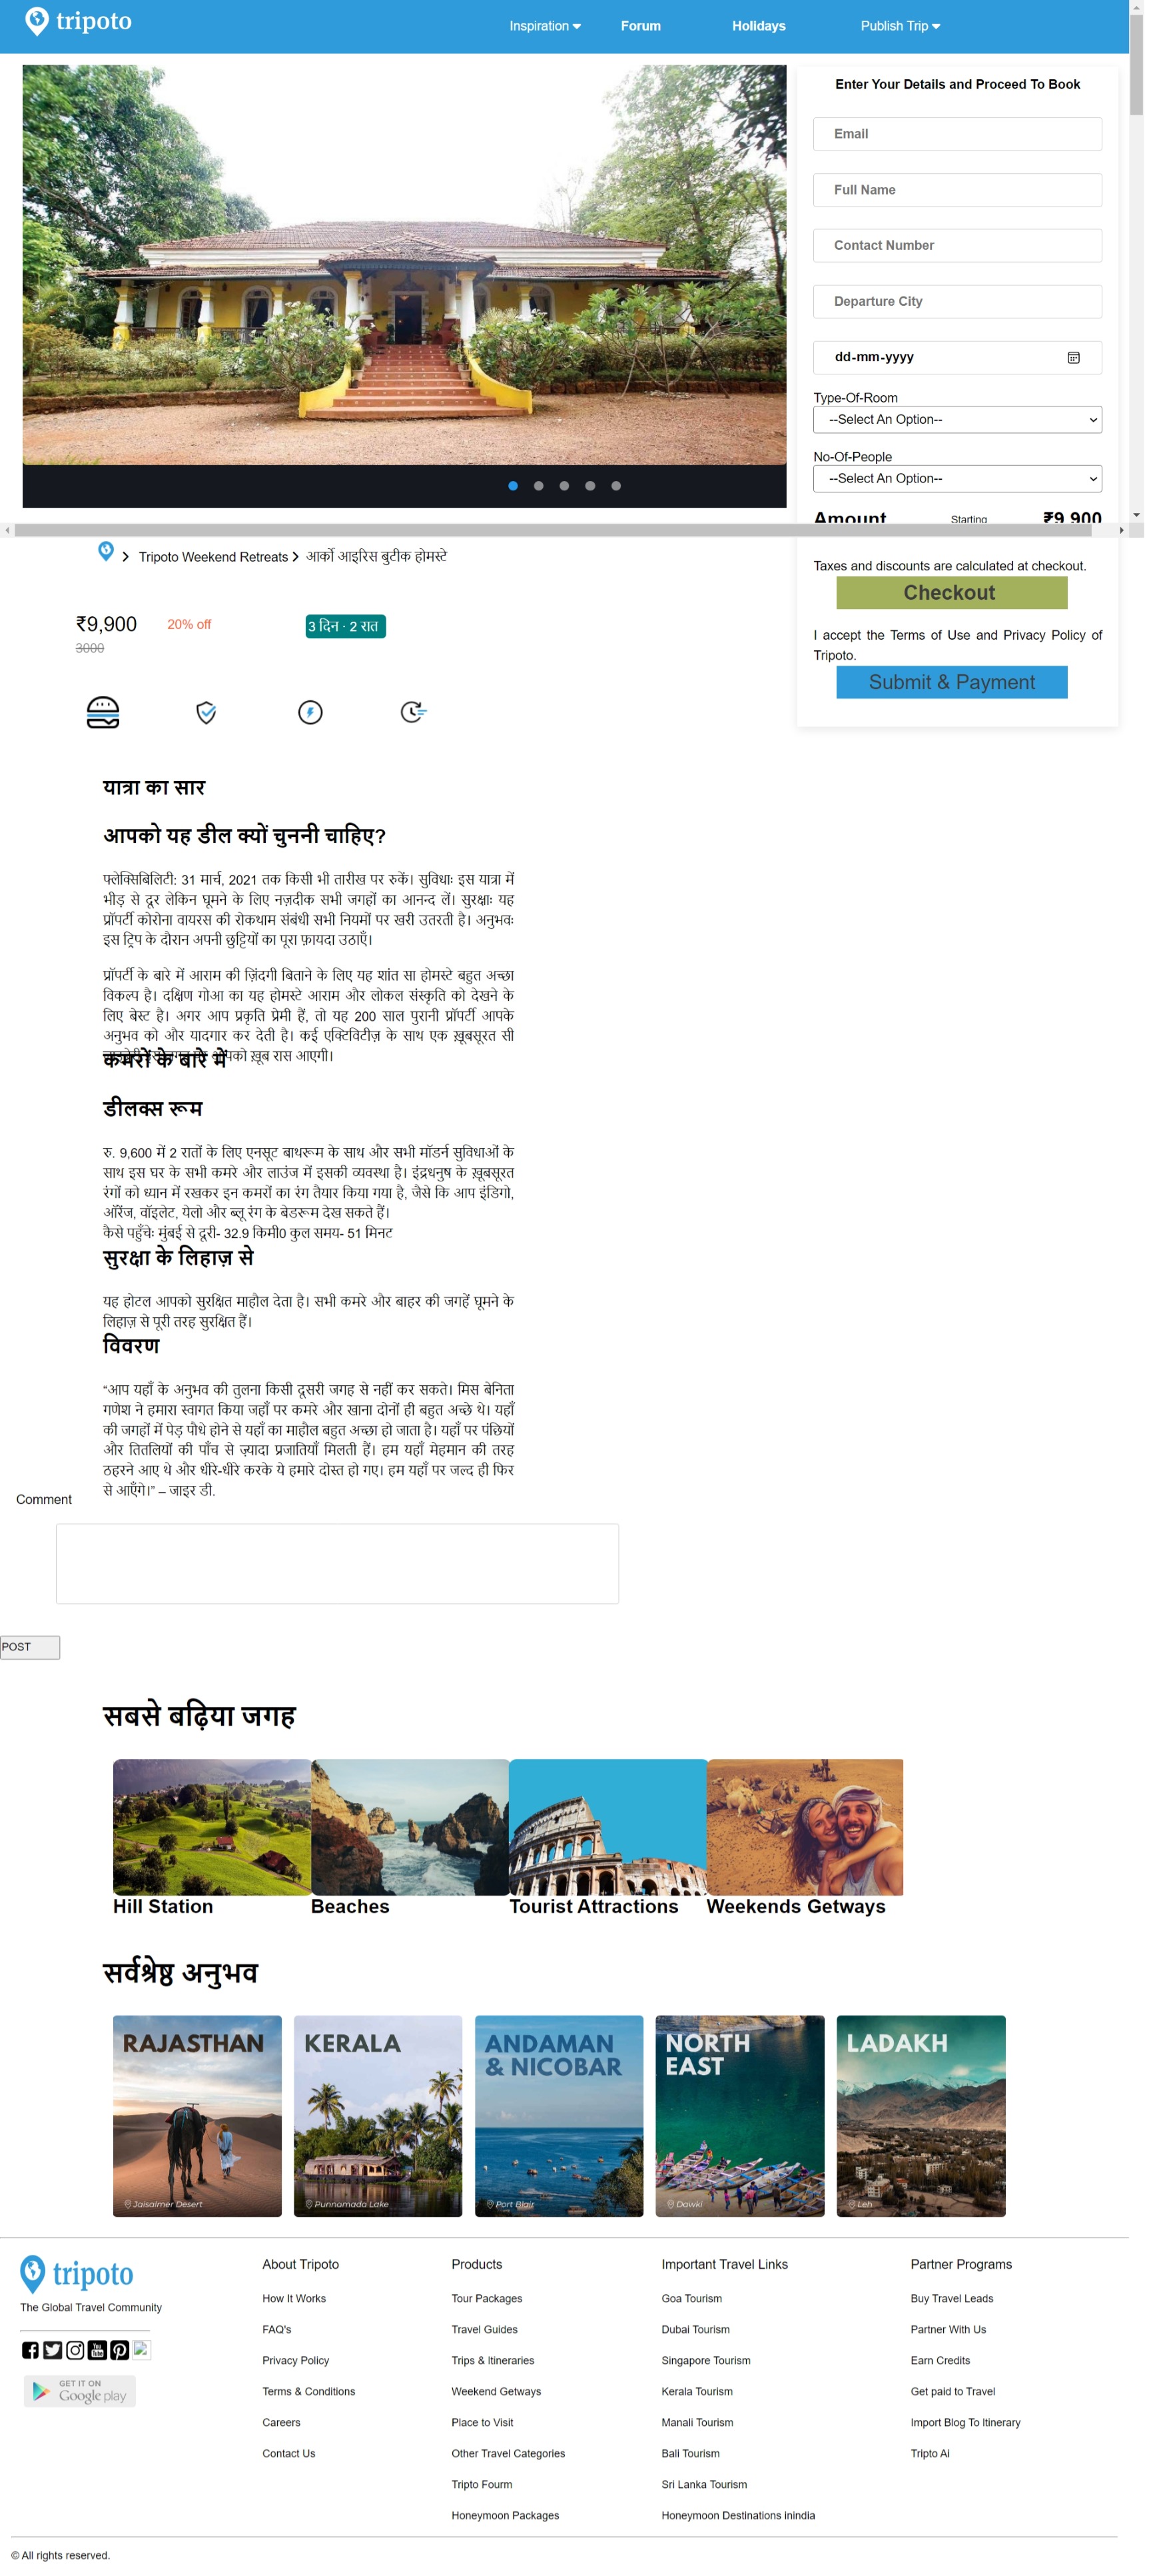 tripoto
Inspiration
Forum
Holidays
Publish Trip
Enter Your Details and Proceed To Book
Email
Full Name
Contact Number
Departure City
dd-mm-yyyy
Type-Of-Room
--Select An Option--
No-Of-People
--Select An Option--
Amount
Starting
₹9,900
Taxes and discounts are calculated at checkout.
Checkout
I accept the Terms of Use and Privacy Policy of
Tripoto.
Submit & Payment
Tripoto Weekend Retreats
आर्को आइरिस बुटीक होमस्टे
₹9,900
20% off
3 दिन · 2 रात
3000
यात्रा का सार
आपको यह डील क्यों चुननी चाहिए?
फ्लेक्सिबिलिटी: 31 मार्च, 2021 तक किसी भी तारीख पर रुकें। सुविधाः इस यात्रा में
भीड़ से दूर लेकिन घूमने के लिए नज़दीक सभी जगहों का आनन्द लें। सुरक्षाः यह
प्रॉपर्टी कोरोना वायरस की रोकथाम संबंधी सभी नियमों पर खरी उतरती है। अनुभवः
इस ट्रिप के दौरान अपनी छुट्टियों का पूरा फ़ायदा उठाएँ।
प्रॉपर्टी के बारे में आराम की ज़िंदगी बिताने के लिए यह शांत सा होमस्टे बहुत अच्छा
विकल्प है। दक्षिण गोआ का यह होमस्टे आराम और लोकल संस्कृति को देखने के
लिए बेस्ट है। अगर आप प्रकृति प्रेमी हैं, तो यह 200 साल पुरानी प्रॉपर्टी आपके
अनुभव को और यादगार कर देती है। कई एक्टिविटीज़ के साथ एक ख़ूबसूरत सी
आपको ख़ूब रास आएगी।
कमरों के बारे में
डीलक्स रूम
रु. 9,600 में 2 रातों के लिए एनसूट बाथरूम के साथ और सभी मॉडर्न सुविधाओं के
साथ इस घर के सभी कमरे और लाउंज में इसकी व्यवस्था है। इंद्रधनुष के ख़ूबसूरत
रंगों को ध्यान में रखकर इन कमरों का रंग तैयार किया गया है, जैसे कि आप इंडिगो,
ऑरेंज, वॉइलेट, येलो और ब्लू रंग के बेडरूम देख सकते हैं।
कैसे पहुँचेः मुंबई से दूरी- 32.9 किमी0 कुल समय- 51 मिनट
सुरक्षा के लिहाज़ से
यह होटल आपको सुरक्षित माहौल देता है। सभी कमरे और बाहर की जगहें घूमने के
लिहाज़ से पूरी तरह सुरक्षित हैं।
विवरण
“आप यहाँ के अनुभव की तुलना किसी दूसरी जगह से नहीं कर सकते। मिस बेनिता
गणेश ने हमारा स्वागत किया जहाँ पर कमरे और खाना दोनों ही बहुत अच्छे थे। यहाँ
की जगहों में पेड़ पौधे होने से यहाँ का माहौल बहुत अच्छा हो जाता है। यहाँ पर पंछियों
और तितलियों की पाँच से ज़्यादा प्रजातियाँ मिलती हैं। हम यहाँ मेहमान की तरह
ठहरने आए थे और धीरे-धीरे करके ये हमारे दोस्त हो गए। हम यहाँ पर जल्द ही फिर
से आएँगे।” – जाइर डी.
Comment
POST
सबसे बढ़िया जगह
Hill Station
Beaches
Tourist Attractions
Weekends Getways
सर्वश्रेष्ठ अनुभव
RAJASTHAN
Jaisalmer Desert
KERALA
Punnamada Lake
ANDAMAN
& NICOBAR
Port Blair
NORTH
EAST
Dawki
LADAKH
Leh
tripoto
The Global Travel Community
GET IT ON
Google play
About Tripoto
How It Works
FAQ's
Privacy Policy
Terms & Conditions
Careers
Contact Us
Products
Tour Packages
Travel Guides
Trips & Itineraries
Weekend Getways
Place to Visit
Other Travel Categories
Tripto Fourm
Honeymoon Packages
Important Travel Links
Goa Tourism
Dubai Tourism
Singapore Tourism
Kerala Tourism
Manali Tourism
Bali Tourism
Sri Lanka Tourism
Honeymoon Destinations inindia
Partner Programs
Buy Travel Leads
Partner With Us
Earn Credits
Get paid to Travel
Import Blog To Itinerary
Tripto Ai
© All rights reserved.